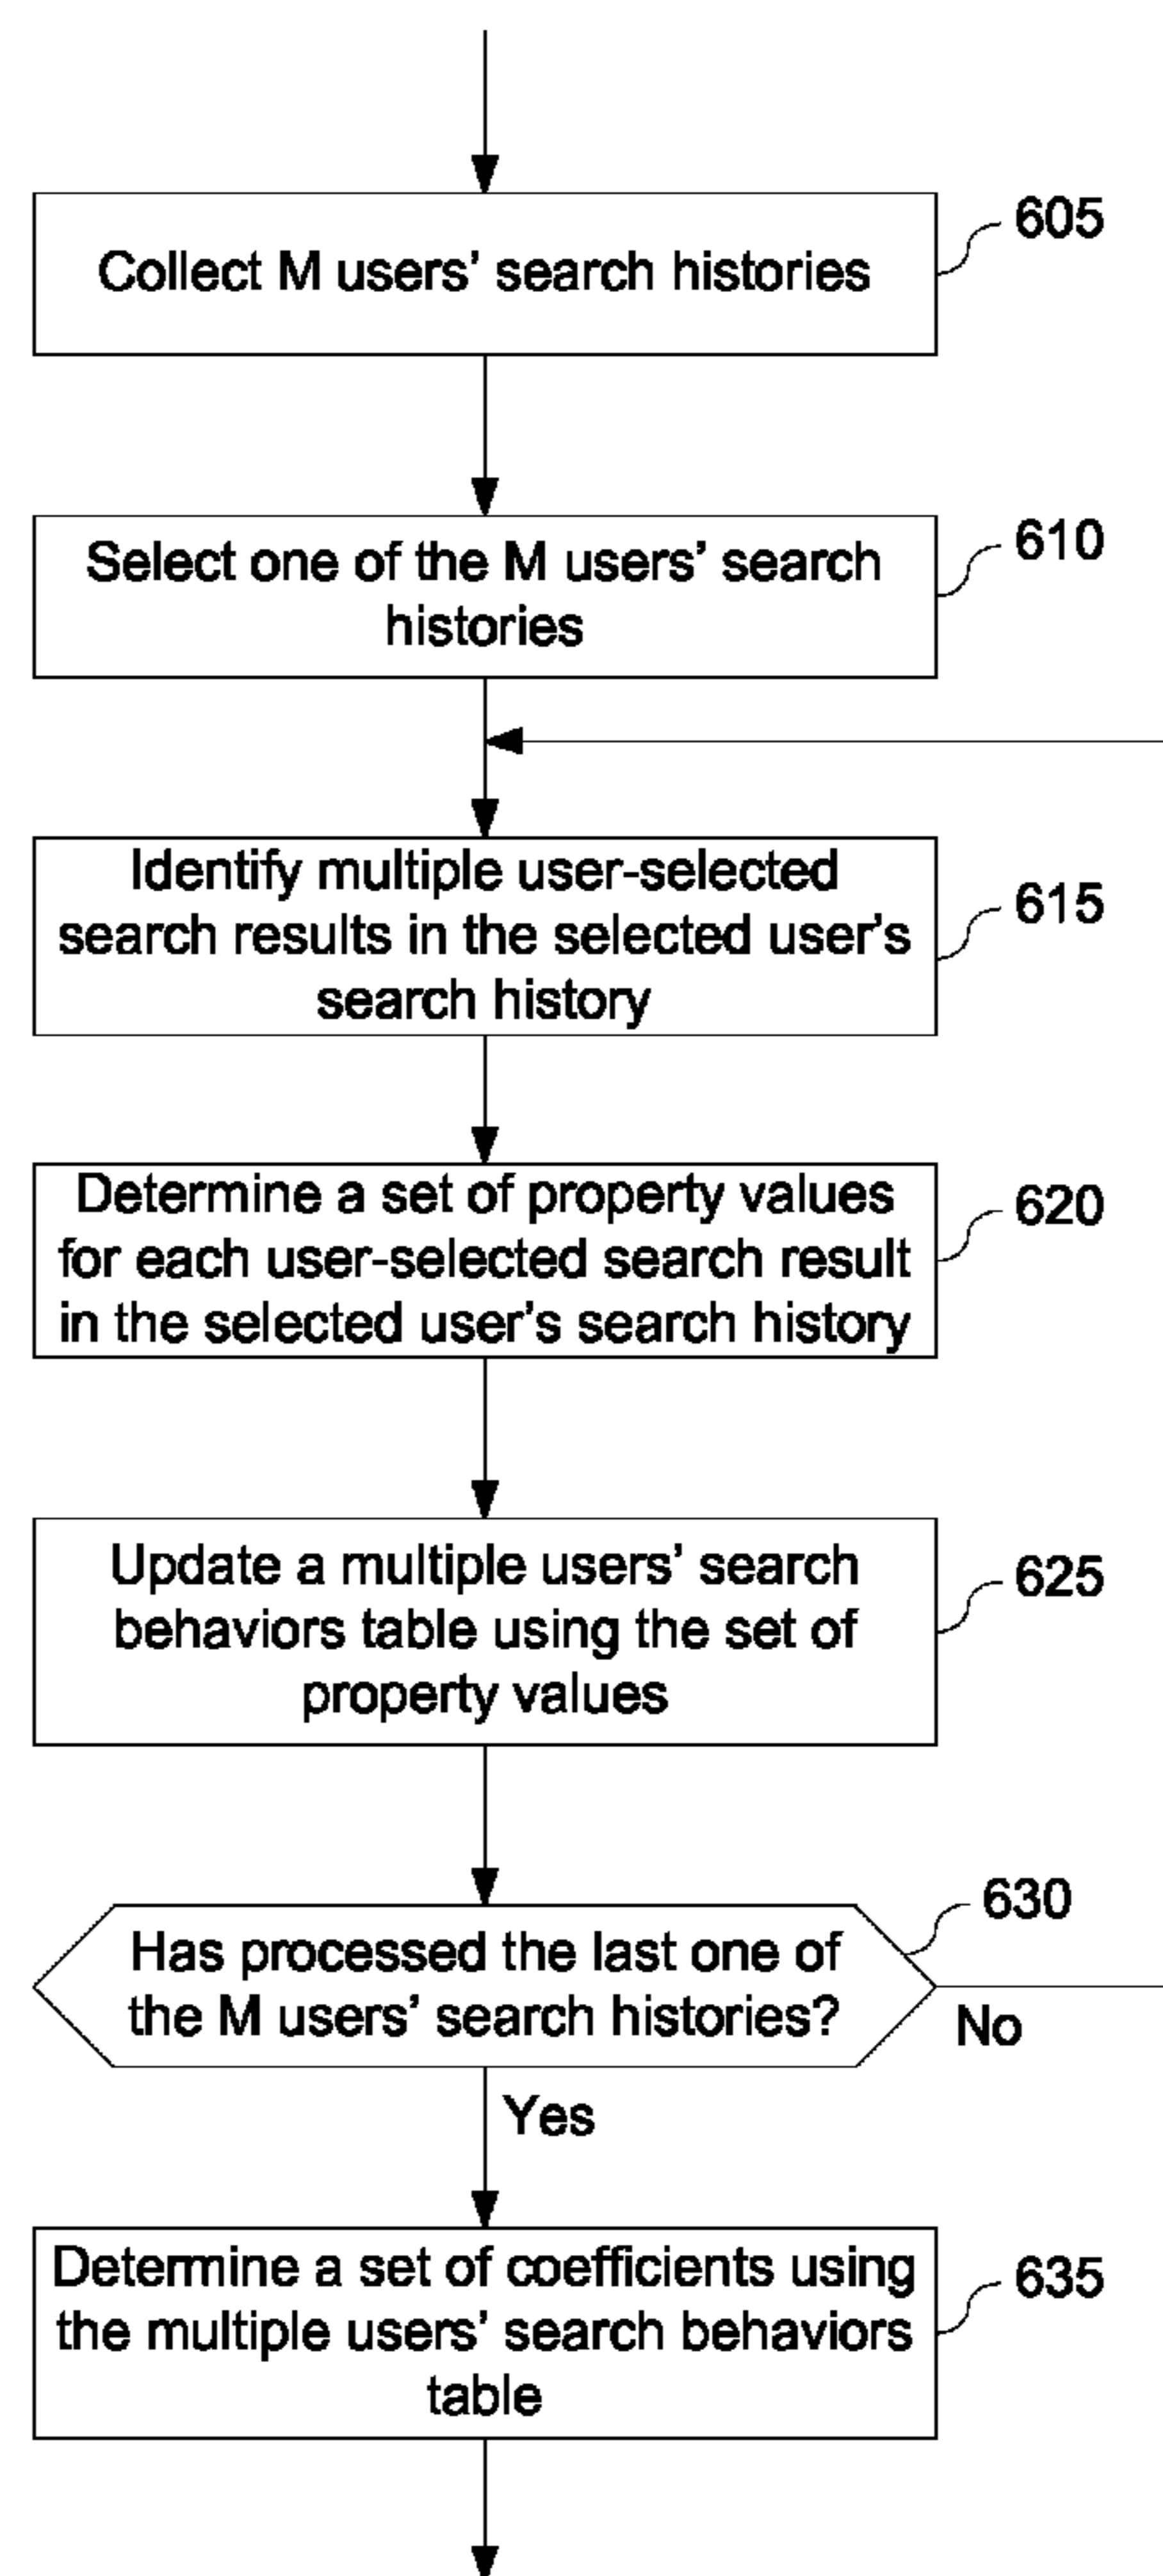 Collect M users' search histories
605
Select one of the M users' search
histories
610
Identify multiple user-selected
search results in the selected user's
search history
615
Determine a set of property values
for each user-selected search result
in the selected user's search history
620
Update a multiple users' search
behaviors table using the set of
property values
625
Has processed the last one of
the M users' search histories?
630
No
Yes
Determine a set of coefficients using
the multiple users' search behaviors
table
635